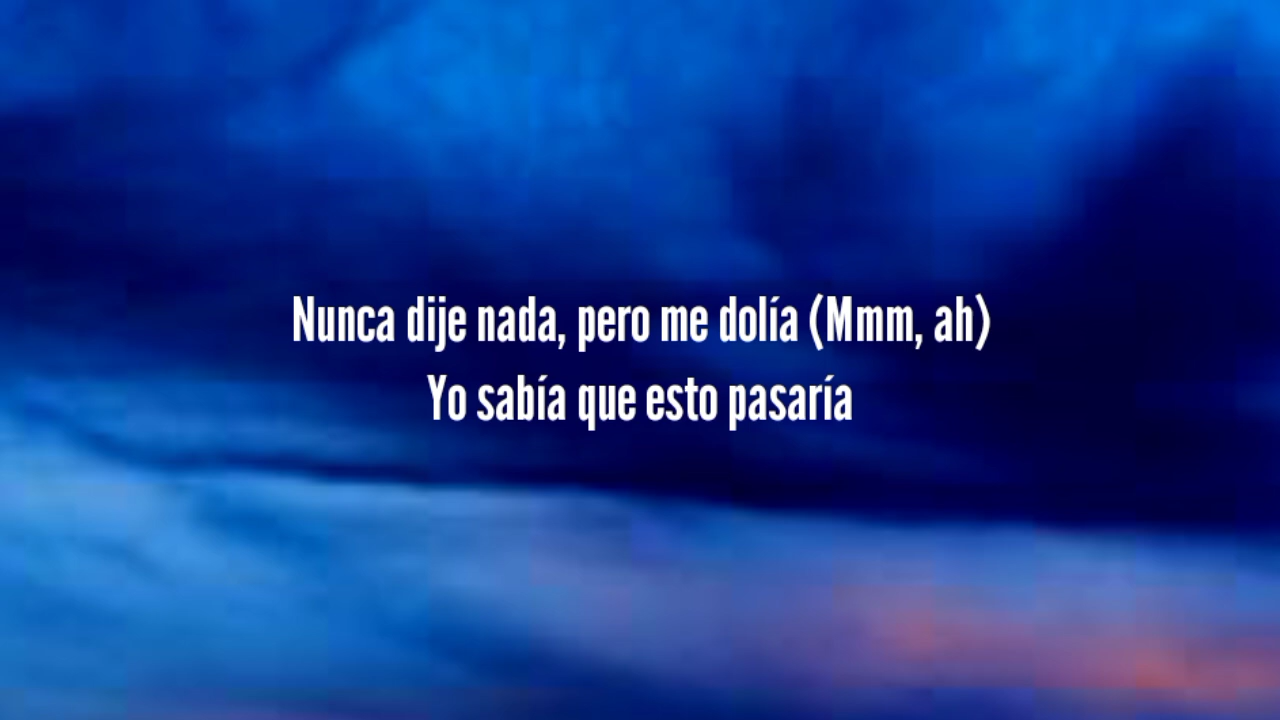 Nunca dije nada, pero me dolía (Mmm, ah)
Yo sabía que esto pasaría